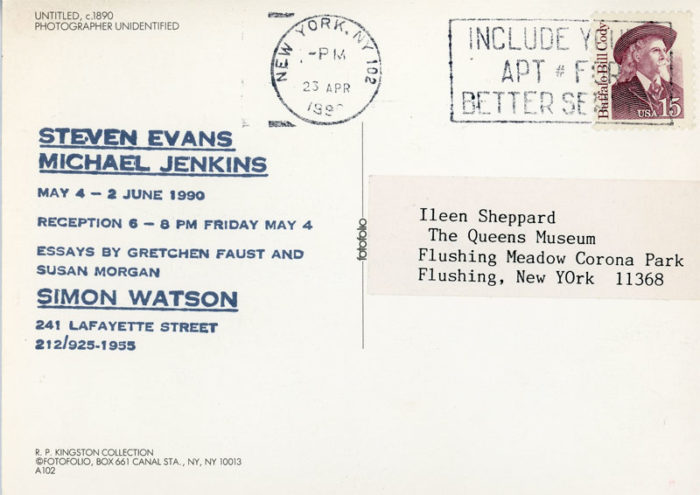 UNTITLED, c.1890
PHOTOGRAPHER UNIDENTIFIED
NEW YORK, NY 102
-PM
23 APR
INCLUDE
APT #
BETTER
Buffalo Bill Cody
USA 15
STEVEN EVANS
MICHAEL JENKINS
MAY 4 – 2 JUNE 1990
RECEPTION 6 – 8 PM FRIDAY MAY 4
ESSAYS BY GRETCHEN FAUST AND
SUSAN MORGAN
SIMON WATSON
241 LAFAYETTE STREET
212/925-1955
fotofolio
Ileen Sheppard
The Queens Museum
Flushing Meadow Corona Park
Flushing, New YOrk 11368
R. P. KINGSTON COLLECTION
©FOTOFOLIO, BOX 661 CANAL STA., NY, NY 10013
A102